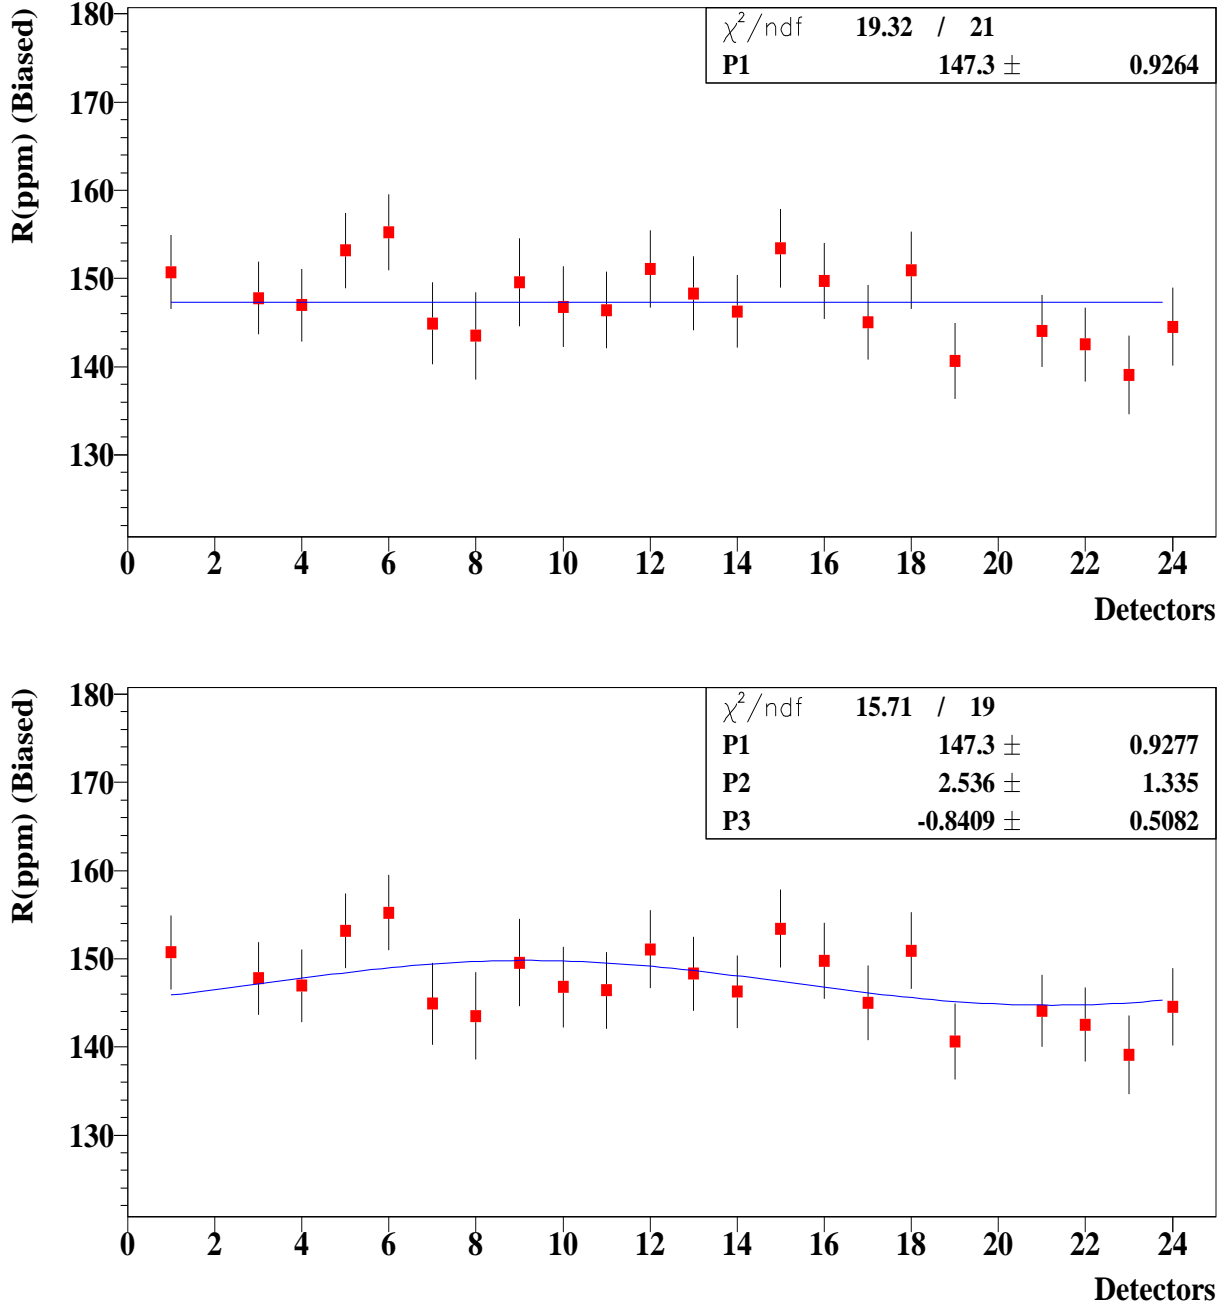 R(ppm) (Biased)
180
170
160
150
140
130
χ²/ndf 19.32 / 21
P1 147.3 ± 0.9264
0 2 4 6 8 10 12 14 16 18 20 22 24
Detectors
R(ppm) (Biased)
180
170
160
150
140
130
χ²/ndf 15.71 / 19
P1 147.3 ± 0.9277
P2 2.536 ± 1.335
P3 -0.8409 ± 0.5082
0 2 4 6 8 10 12 14 16 18 20 22 24
Detectors